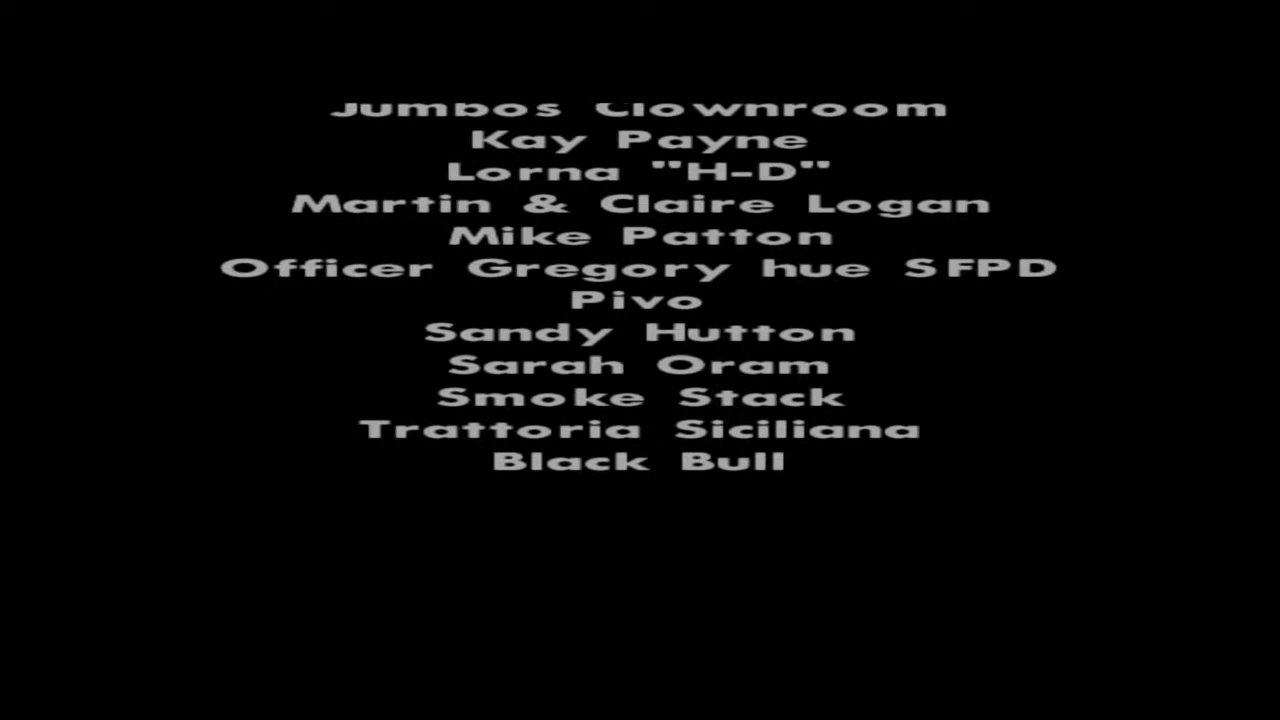 Jumbos Clownroom
Kay Payne
Lorna "H-D"
Martin & Claire Logan
Mike Patton
Officer Gregory hue SFPD
Pivo
Sandy Hutton
Sarah Oram
Smoke Stack
Trattoria Siciliana
Black Bull